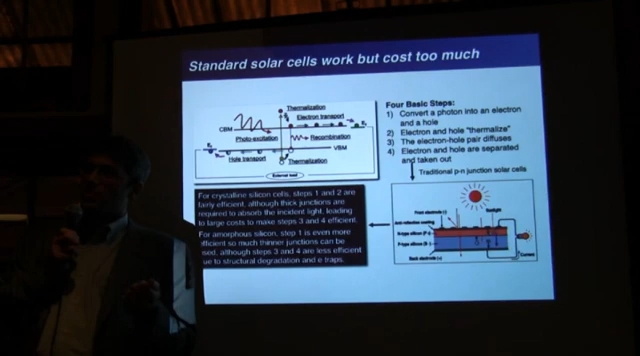 Standard solar cells work but cost too much
Thermalization
Electron transport
CBM
Photo-excitation
Recombination
VBM
Hole transport
Thermalization
External load
Four Basic Steps:
1) Convert a photon into an electron
and a hole
2) Electron and hole "thermalize"
3) The electron-hole pair diffuses
4) Electron and hole are separated
and taken out
Traditional p-n junction solar cells
For crystalline silicon cells, steps 1 and 2 are
fairly efficient, although thick junctions are
required to absorb the incident light, leading
to large costs to make steps 3 and 4 efficient.
For amorphous silicon, step 1 is even more
efficient so much thinner junctions can be
used, although steps 3 and 4 are less efficient
due to structural degradation and e traps.
Front electrode (-)
Sunlight
Anti-reflection coating
N-type silicon
P-type silicon
Back electrode (+)
Current